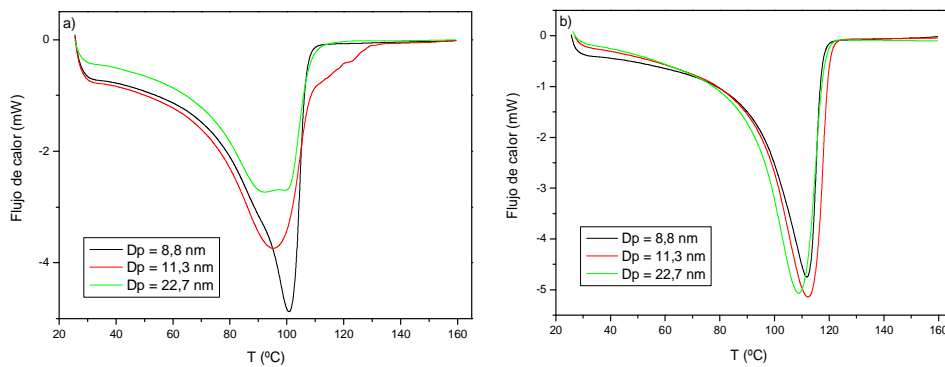 a)
0
-2
-4
Flujo de calor (mW)
Dp = 8,8 nm
Dp = 11,3 nm
Dp = 22,7 nm
20 40 60 80 100 120 140 160
T (ºC)
b)
0
-1
-2
-3
-4
-5
Flujo de calor (mW)
Dp = 8,8 nm
Dp = 11,3 nm
Dp = 22,7 nm
20 40 60 80 100 120 140 160
T (ºC)